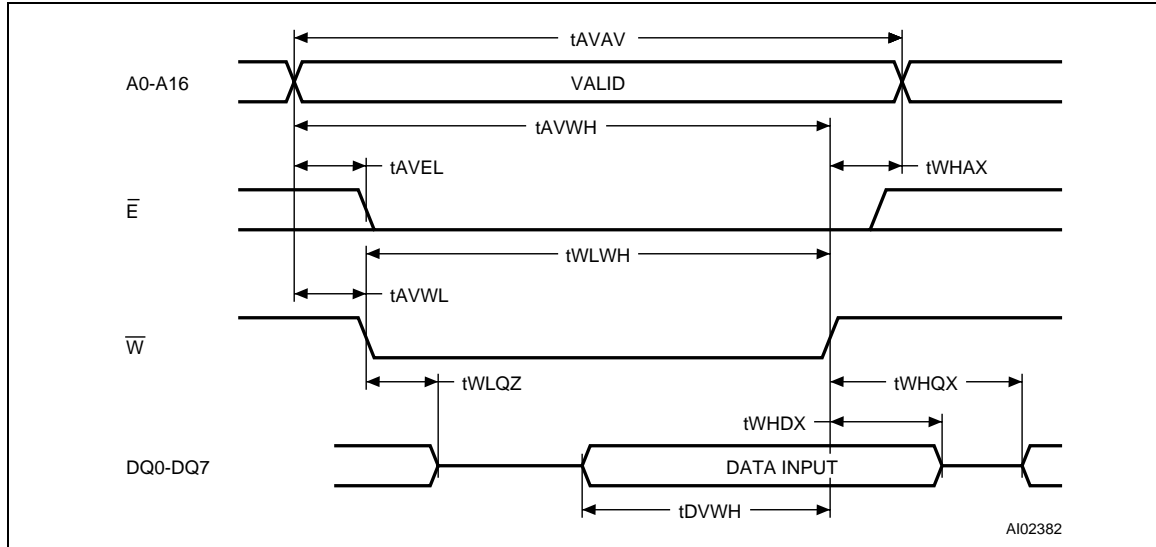 tAVAV
A0-A16
VALID
tAVWH
tAVEL
tWHAX
E̅
tWLWH
tAVWL
W̅
tWLQZ
tWHQX
tWHDX
DQ0-DQ7
DATA INPUT
tDVWH
AI02382